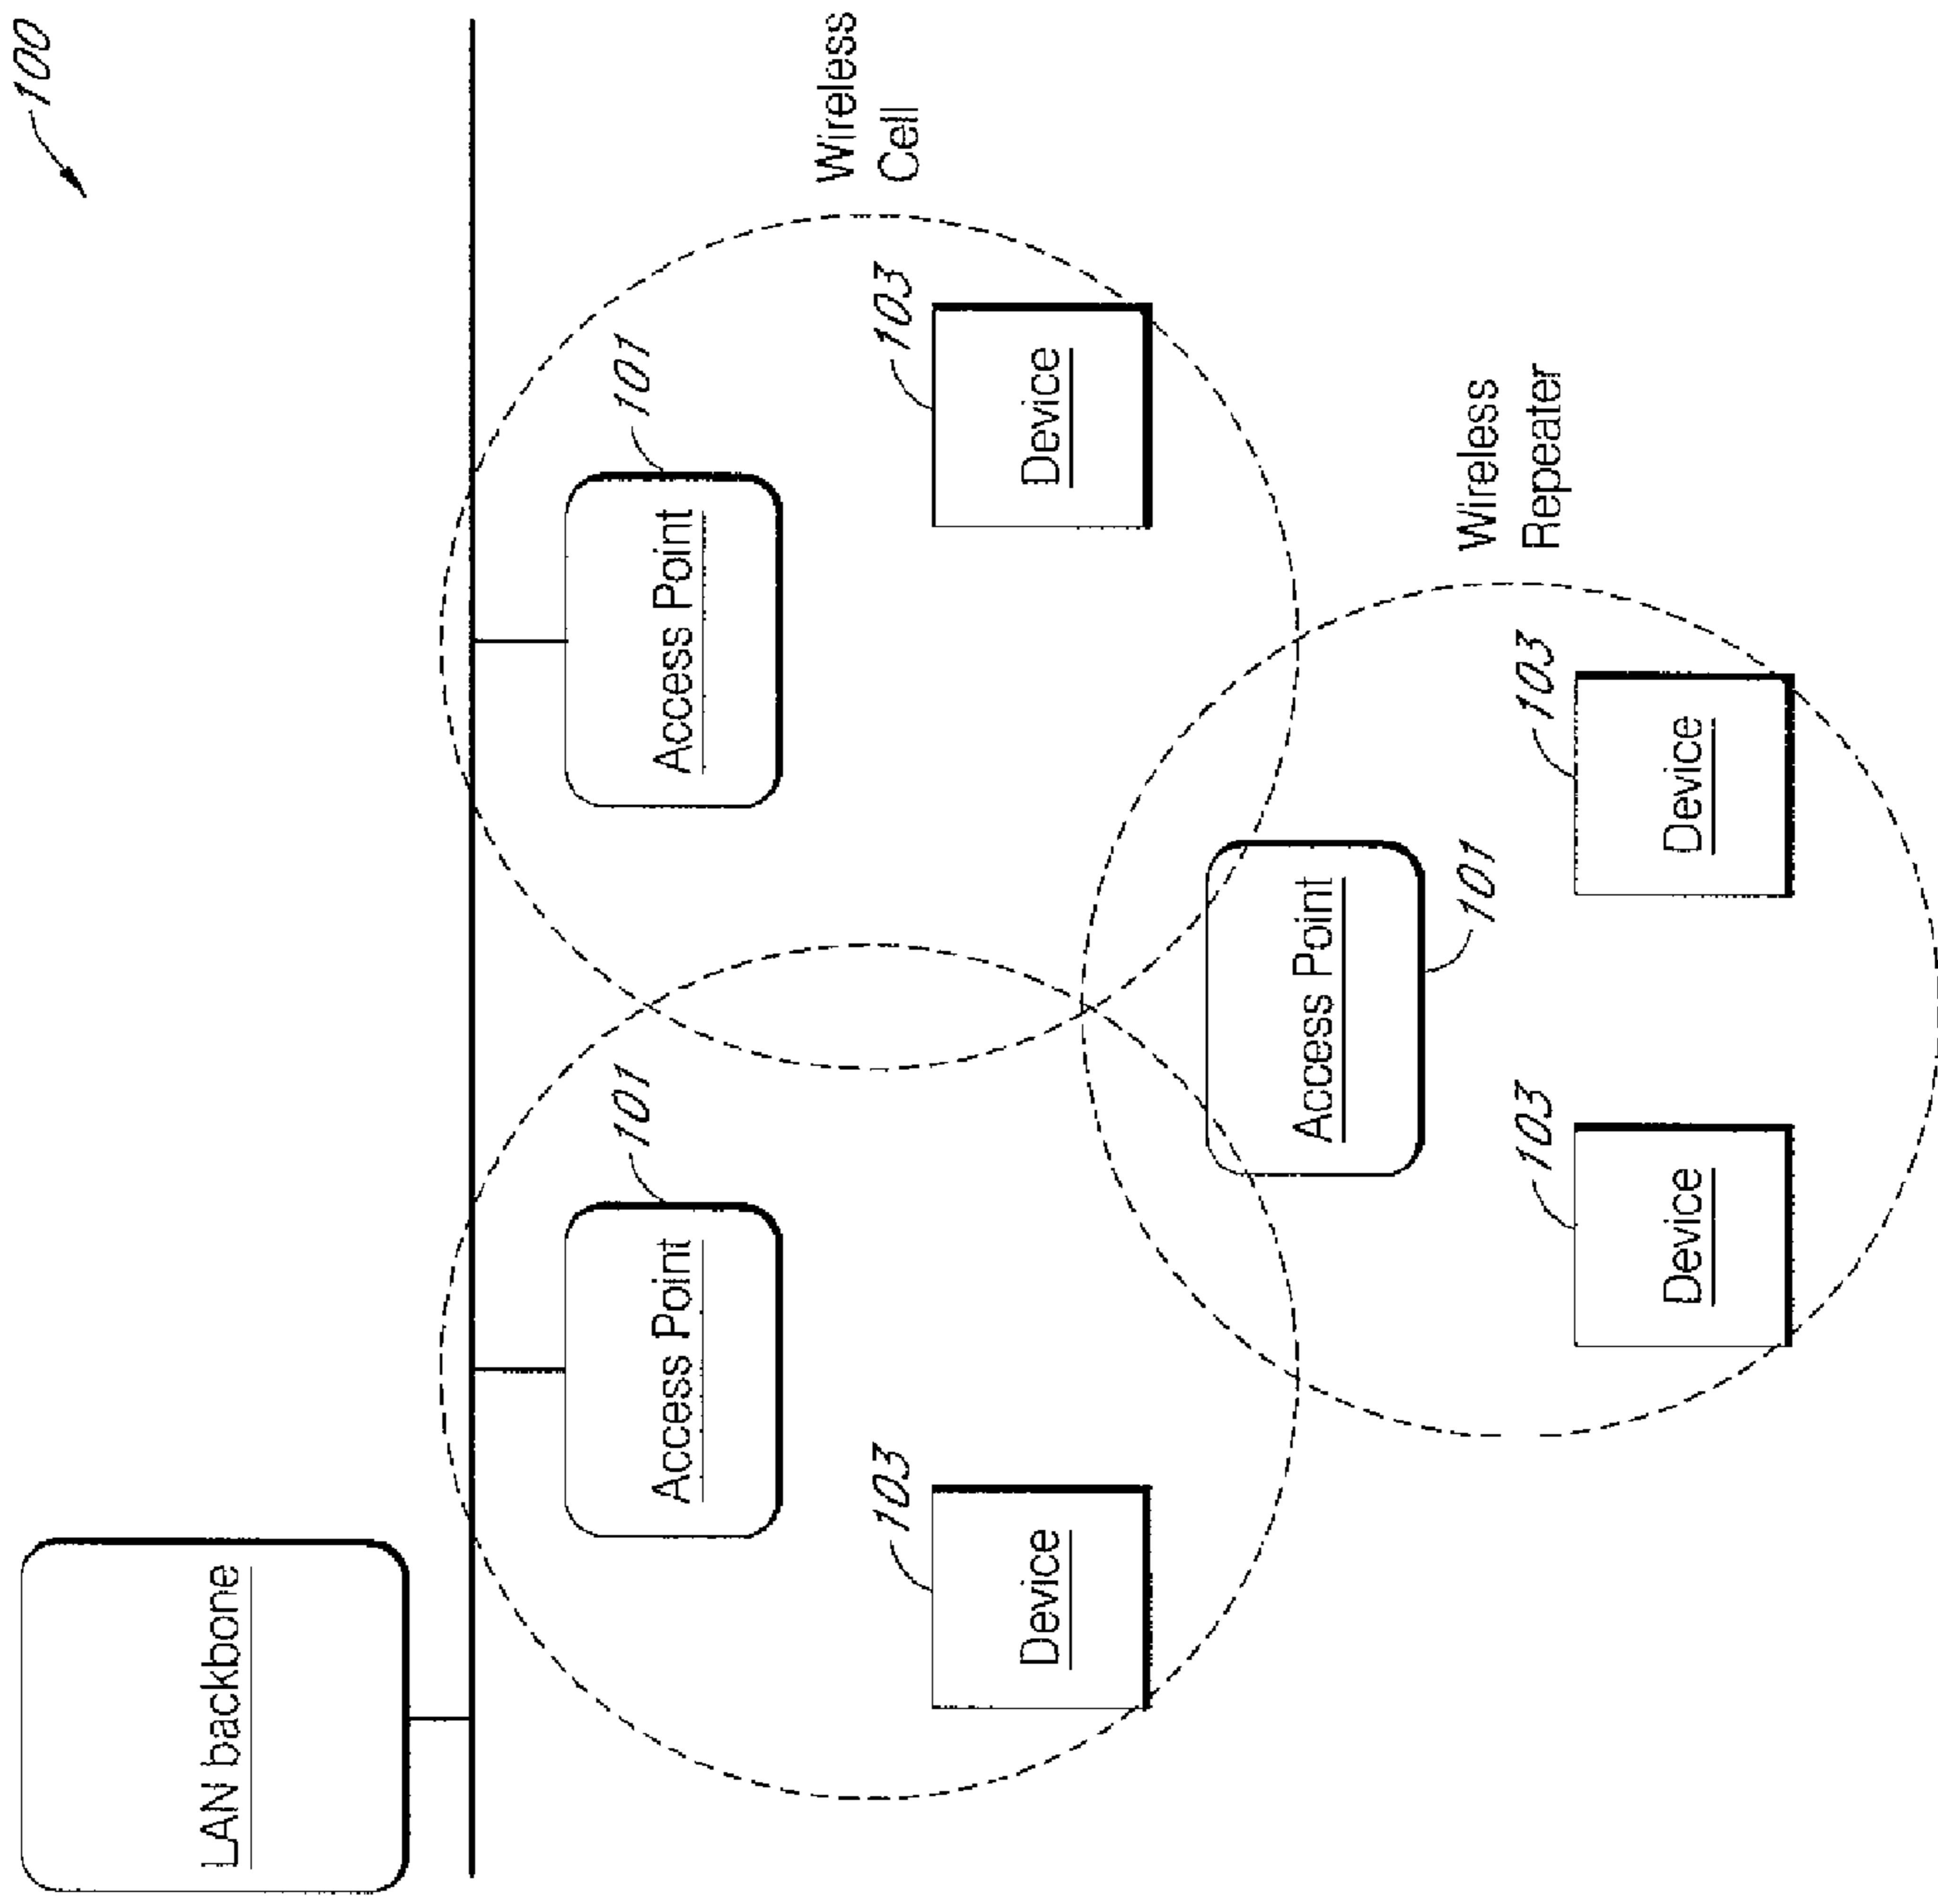 100
LAN backbone
Access Point
101
Access Point
101
Wireless
Cell
Device
103
Device
103
Access Point
101
Wireless
Repeater
Device
103
Device
103